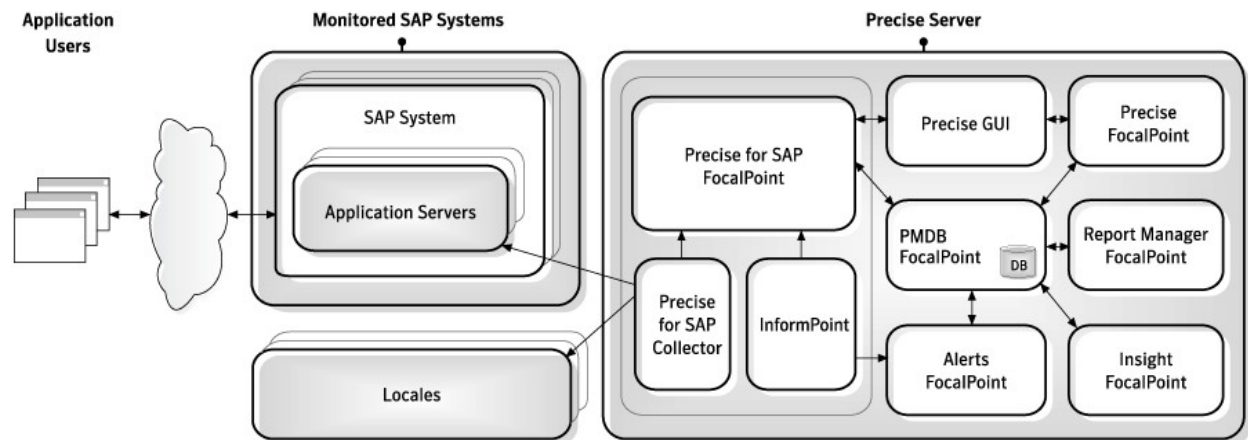 Application
Users
Monitored SAP Systems
Precise Server
SAP System
Application Servers
Locales
Precise for SAP
FocalPoint
Precise
for SAP
Collector
InformPoint
Precise GUI
Precise
FocalPoint
PMDB
FocalPoint
DB
Report Manager
FocalPoint
Alerts
FocalPoint
Insight
FocalPoint